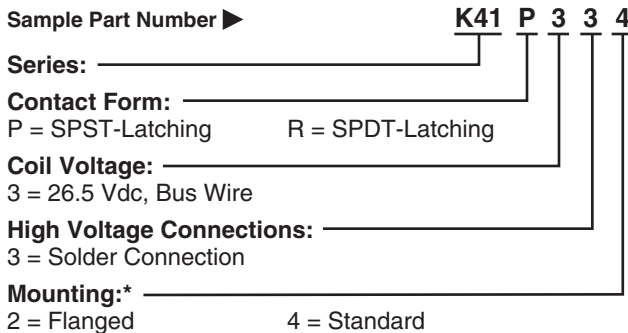 Sample Part Number ▶ K41 P 3 3 4
Series:
Contact Form:
P = SPST-Latching R = SPDT-Latching
Coil Voltage:
3 = 26.5 Vdc, Bus Wire
High Voltage Connections:
3 = Solder Connection
Mounting:*
2 = Flanged 4 = Standard